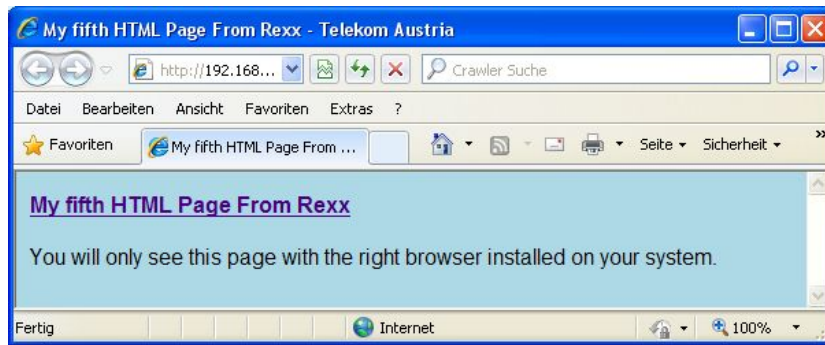 My fifth HTML Page From Rexx - Telekom Austria
http://192.168... Crawler Suche
Datei Bearbeiten Ansicht Favoriten Extras ?
Favoriten My fifth HTML Page From ... Seite Sicherheit »
My fifth HTML Page From Rexx
You will only see this page with the right browser installed on your system.
Fertig Internet 100%